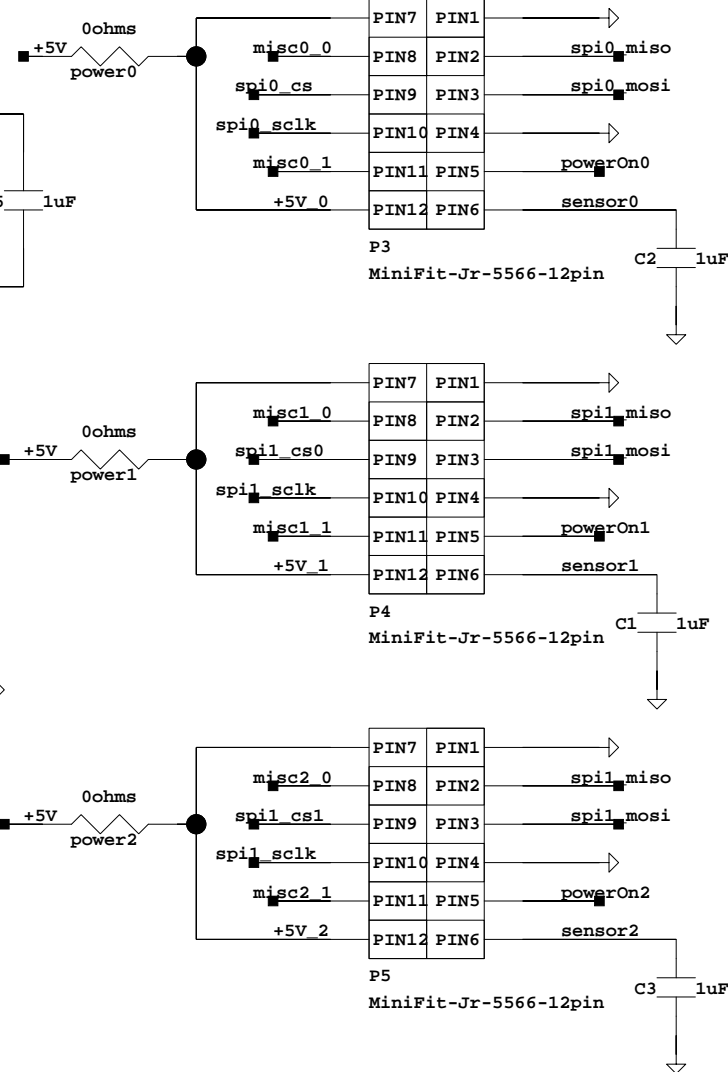 PIN7 PIN1
0ohms
+5V
power0
misc0_0 PIN8 PIN2 spi0_miso
spi0_cs PIN9 PIN3 spi0_mosi
spi0_sclk PIN10 PIN4
misc0_1 PIN11 PIN5 powerOn0
+5V_0 PIN12 PIN6 sensor0
1uF
P3
MiniFit-Jr-5566-12pin
C2 1uF
PIN7 PIN1
misc1_0 PIN8 PIN2 spi1_miso
0ohms
+5V
power1
spi1_cs0 PIN9 PIN3 spi1_mosi
spi1_sclk PIN10 PIN4
misc1_1 PIN11 PIN5 powerOn1
+5V_1 PIN12 PIN6 sensor1
P4
MiniFit-Jr-5566-12pin
C1 1uF
PIN7 PIN1
misc2_0 PIN8 PIN2 spi1_miso
0ohms
+5V
power2
spi1_cs1 PIN9 PIN3 spi1_mosi
spi1_sclk PIN10 PIN4
misc2_1 PIN11 PIN5 powerOn2
+5V_2 PIN12 PIN6 sensor2
P5
MiniFit-Jr-5566-12pin
C3 1uF